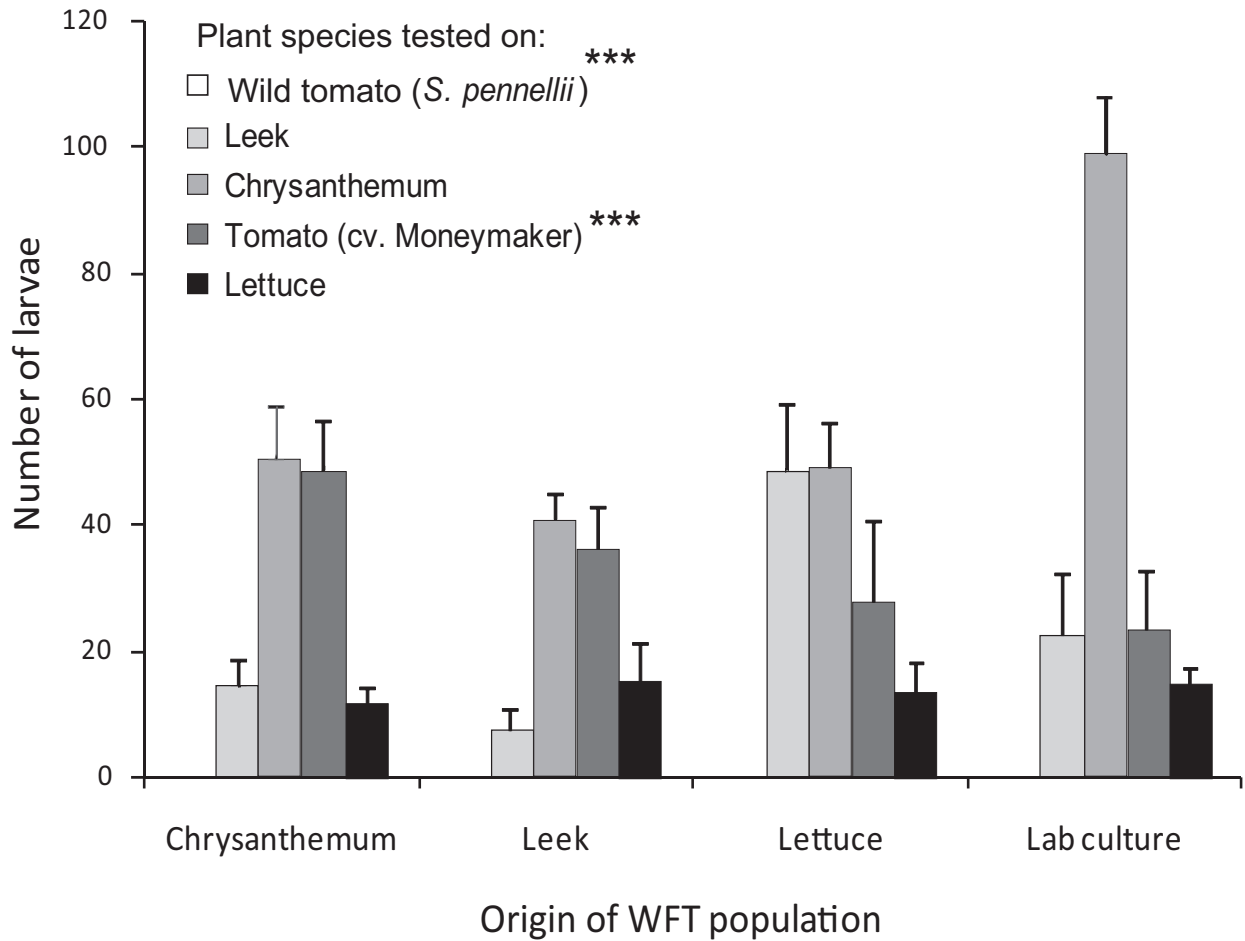 120
100
80
60
40
20
0
Number of larvae
Plant species tested on:
Wild tomato (S. pennellii) ***
Leek
Chrysanthemum
Tomato (cv. Moneymaker) ***
Lettuce
Chrysanthemum Leek Lettuce Lab culture
Origin of WFT population